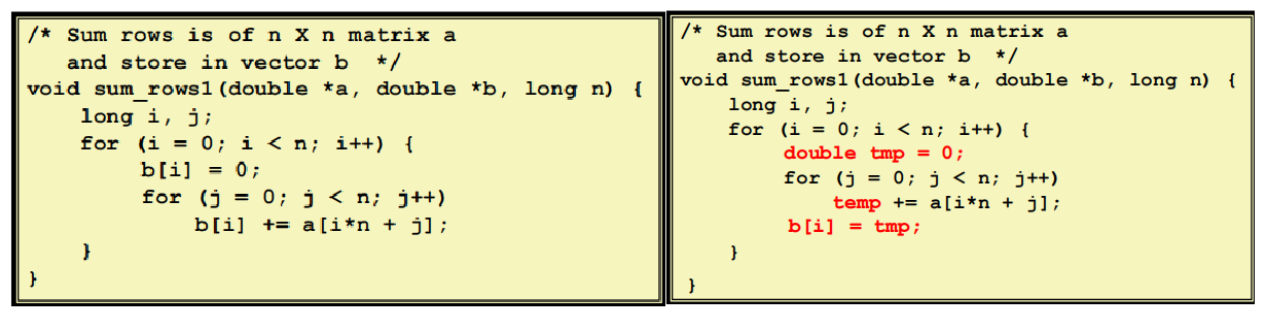 /* Sum rows is of n X n matrix a
   and store in vector b  */
void sum_rows1(double *a, double *b, long n) {
    long i, j;
    for (i = 0; i < n; i++) {
        b[i] = 0;
        for (j = 0; j < n; j++)
            b[i] += a[i*n + j];
    }
}
/* Sum rows is of n X n matrix a
   and store in vector b  */
void sum_rows1(double *a, double *b, long n) {
    long i, j;
    for (i = 0; i < n; i++) {
        double tmp = 0;
        for (j = 0; j < n; j++)
            temp += a[i*n + j];
        b[i] = tmp;
    }
}